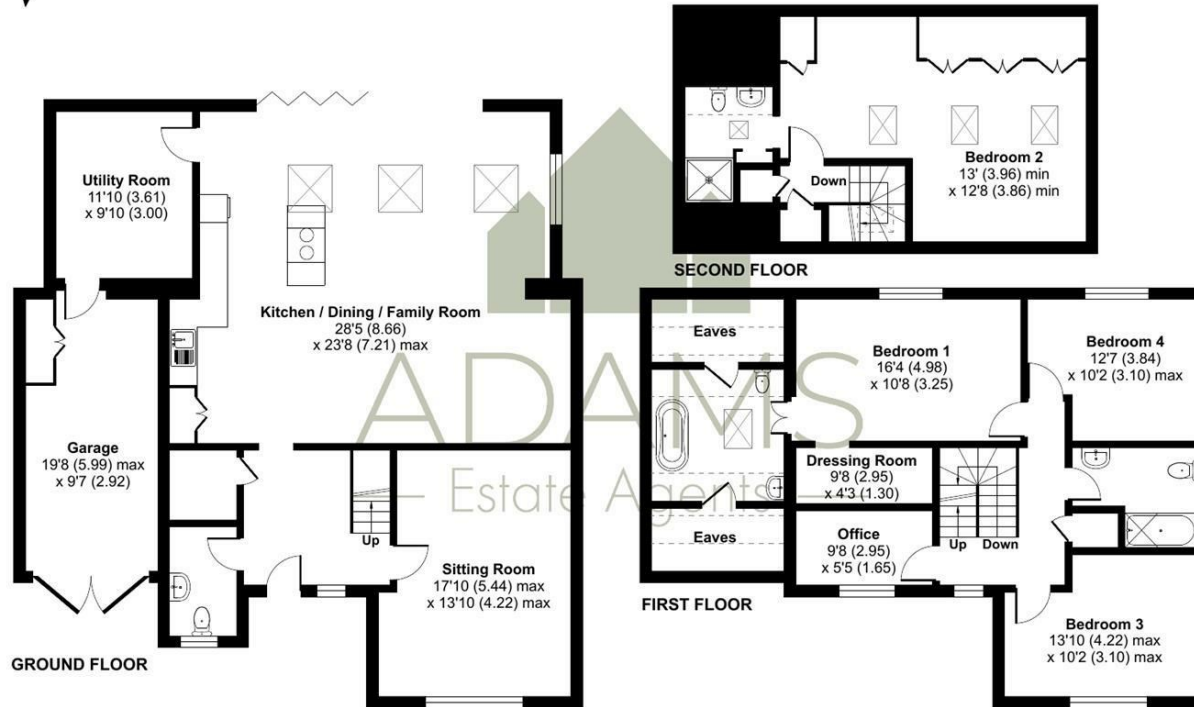 Utility Room
11'10 (3.61)
x 9'10 (3.00)
Kitchen / Dining / Family Room
28'5 (8.66)
x 23'8 (7.21) max
Garage
19'8 (5.99) max
x 9'7 (2.92)
Up
Sitting Room
17'10 (5.44) max
x 13'10 (4.22) max
GROUND FLOOR
Bedroom 2
13' (3.96) min
x 12'8 (3.86) min
Down
SECOND FLOOR
Eaves
Bedroom 1
16'4 (4.98)
x 10'8 (3.25)
Bedroom 4
12'7 (3.84)
x 10'2 (3.10) max
Dressing Room
9'8 (2.95)
x 4'3 (1.30)
Eaves
Office
9'8 (2.95)
x 5'5 (1.65)
Up Down
Bedroom 3
13'10 (4.22) max
x 10'2 (3.10) max
FIRST FLOOR
ADAMS
Estate Agents